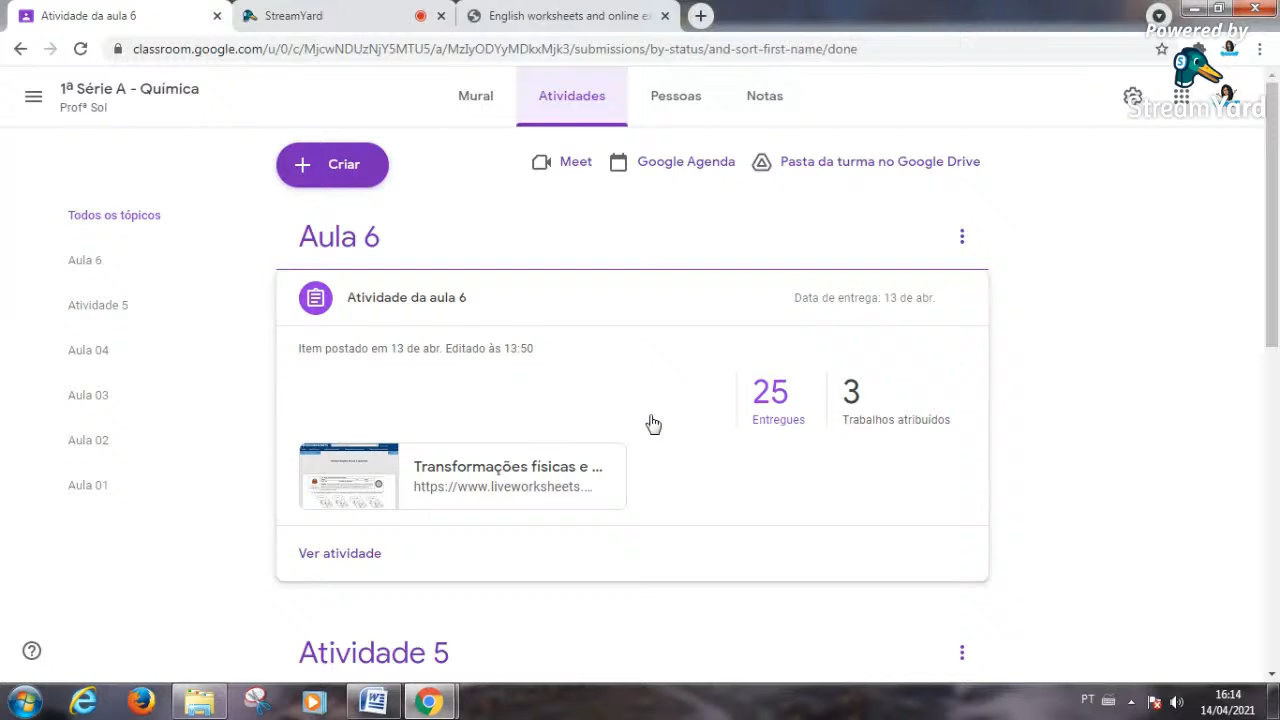 Atividade da aula 6
StreamYard
English worksheets and online ex
Powered by
StreamYard
classroom.google.com/u/0/c/MjcwNDUzNjY5MTU5/a/MzIyODYyMDkxMjk3/submissions/by-status/and-sort-first-name/done
1ª Série A - Química
Profª Sol
Mural
Atividades
Pessoas
Notas
Criar
Meet
Google Agenda
Pasta da turma no Google Drive
Todos os tópicos
Aula 6
Atividade 5
Aula 04
Aula 03
Aula 02
Aula 01
Aula 6
Atividade da aula 6
Data de entrega: 13 de abr.
Item postado em 13 de abr. Editado às 13:50
25
Entregues
3
Trabalhos atribuídos
Transformações físicas e ...
https://www.liveworksheets....
Ver atividade
Atividade 5
PT
16:14
14/04/2021